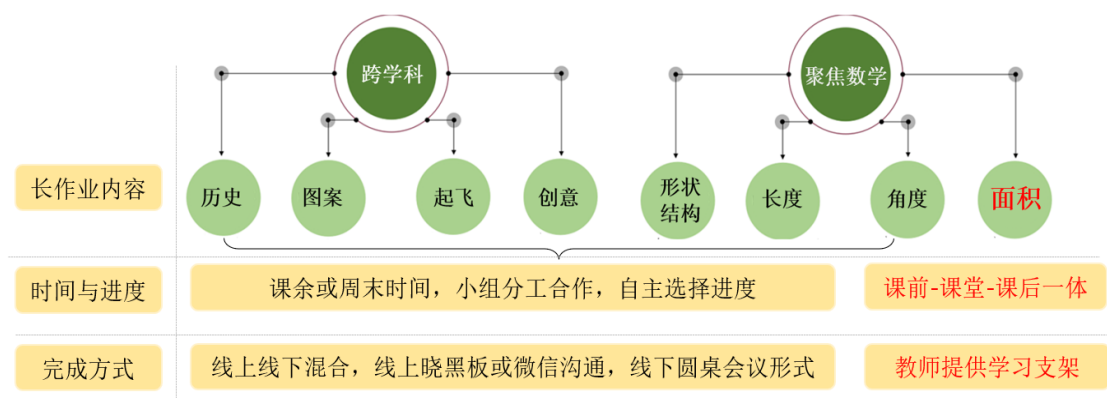 跨学科
聚焦数学
长作业内容
历史
图案
起飞
创意
形状
结构
长度
角度
面积
时间与进度
课余或周末时间，小组分工合作，自主选择进度
课前-课堂-课后一体
完成方式
线上线下混合，线上晓黑板或微信沟通，线下圆桌会议形式
教师提供学习支架